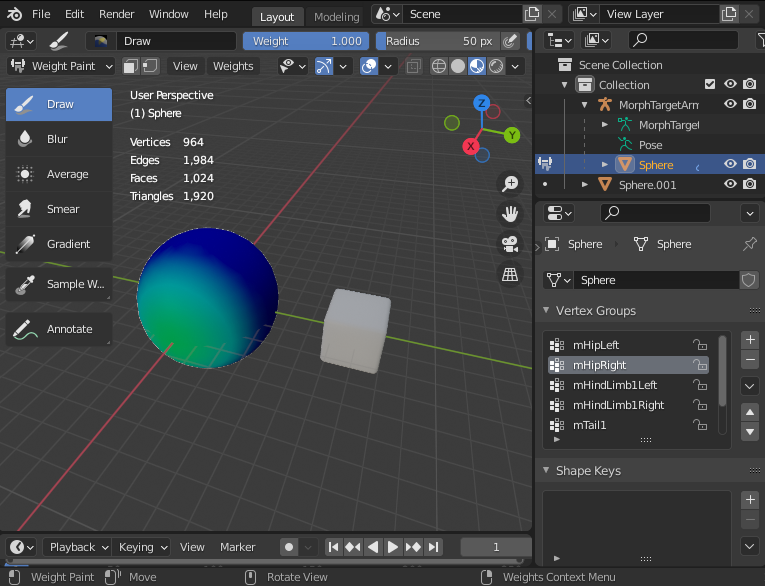 File Edit Render Window Help Layout Modeling Scene View Layer
Draw Weight 1.000 Radius 50 px
Weight Paint View Weights
Draw
Blur
Average
Smear
Gradient
Sample W...
Annotate
User Perspective
(1) Sphere
Vertices 964
Edges 1,984
Faces 1,024
Triangles 1,920
Z
Y
X
Scene Collection
Collection
MorphTargetArm
MorphTarget
Pose
Sphere
Sphere.001
Sphere Sphere
Sphere
Vertex Groups
mHipLeft
mHipRight
mHindLimb1Left
mHindLimb1Right
mTail1
Shape Keys
Playback Keying View Marker 1
Weight Paint Move Rotate View Weights Context Menu